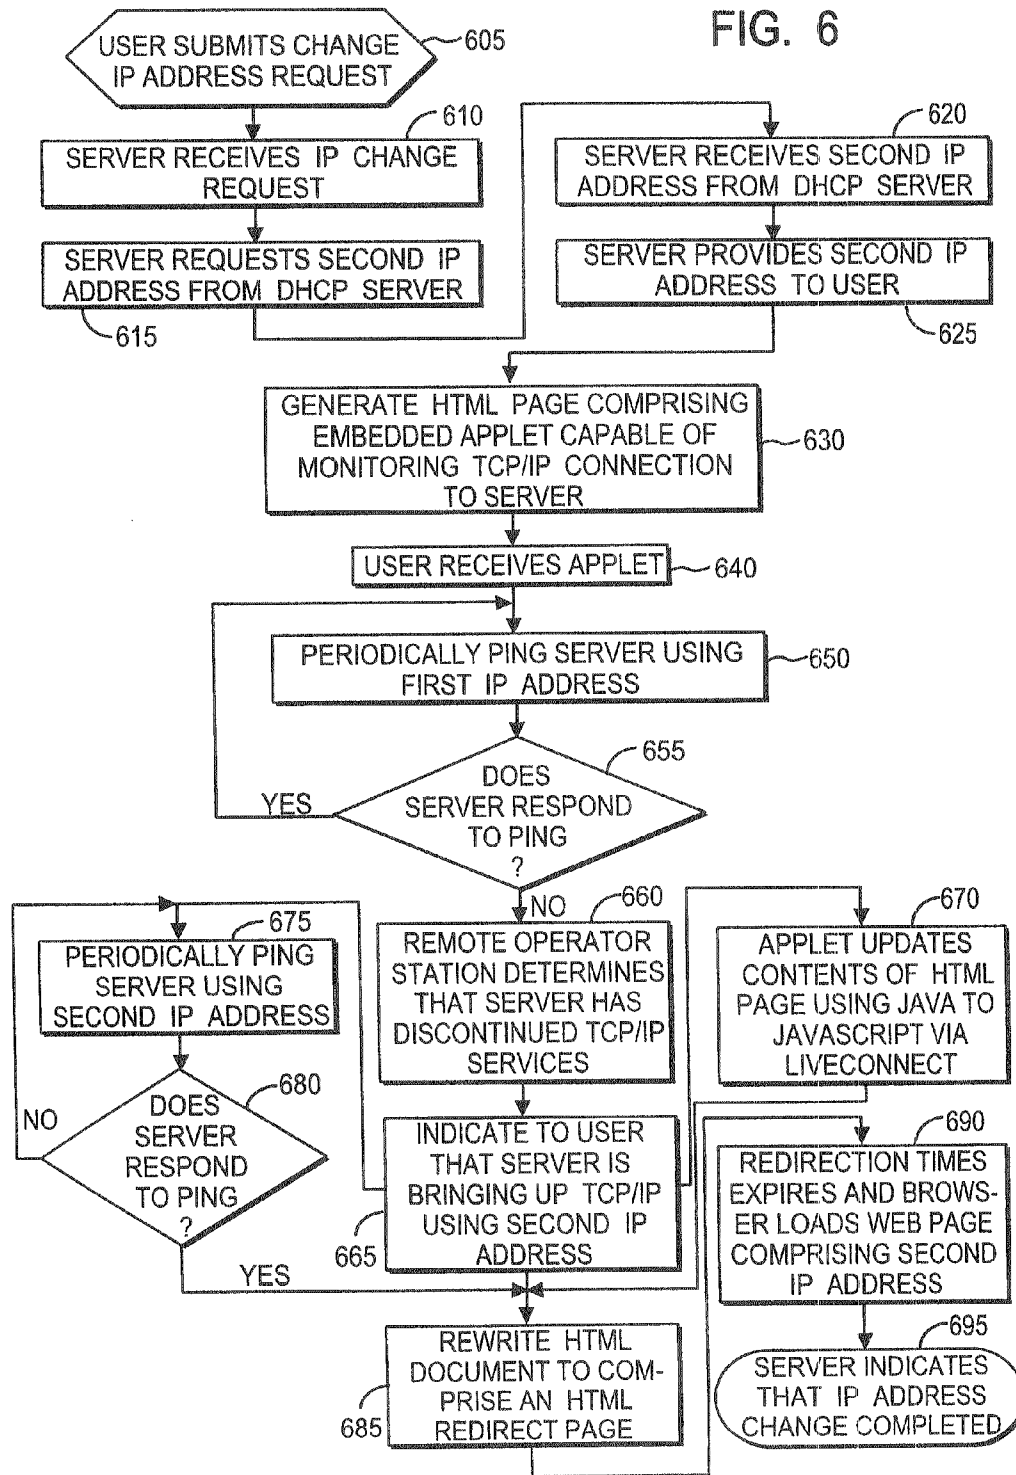 FIG. 6
USER SUBMITS CHANGE
IP ADDRESS REQUEST
605
610
SERVER RECEIVES IP CHANGE
REQUEST
SERVER REQUESTS SECOND IP
ADDRESS FROM DHCP SERVER
615
620
SERVER RECEIVES SECOND IP
ADDRESS FROM DHCP SERVER
SERVER PROVIDES SECOND IP
ADDRESS TO USER
625
GENERATE HTML PAGE COMPRISING
EMBEDDED APPLET CAPABLE OF
MONITORING TCP/IP CONNECTION
TO SERVER
630
USER RECEIVES APPLET
640
PERIODICALLY PING SERVER USING
FIRST IP ADDRESS
650
655
DOES
SERVER RESPOND
TO PING
?
YES
NO
660
REMOTE OPERATOR
STATION DETERMINES
THAT SERVER HAS
DISCONTINUED TCP/IP
SERVICES
INDICATE TO USER
THAT SERVER IS
BRINGING UP TCP/IP
USING SECOND IP
ADDRESS
665
670
APPLET UPDATES
CONTENTS OF HTML
PAGE USING JAVA TO
JAVASCRIPT VIA
LIVECONNECT
675
PERIODICALLY PING
SERVER USING
SECOND IP ADDRESS
680
DOES
SERVER
RESPOND
TO PING
?
NO
YES
REWRITE HTML
DOCUMENT TO COM-
PRISE AN HTML
REDIRECT PAGE
685
690
REDIRECTION TIMES
EXPIRES AND BROWS-
ER LOADS WEB PAGE
COMPRISING SECOND
IP ADDRESS
695
SERVER INDICATES
THAT IP ADDRESS
CHANGE COMPLETED